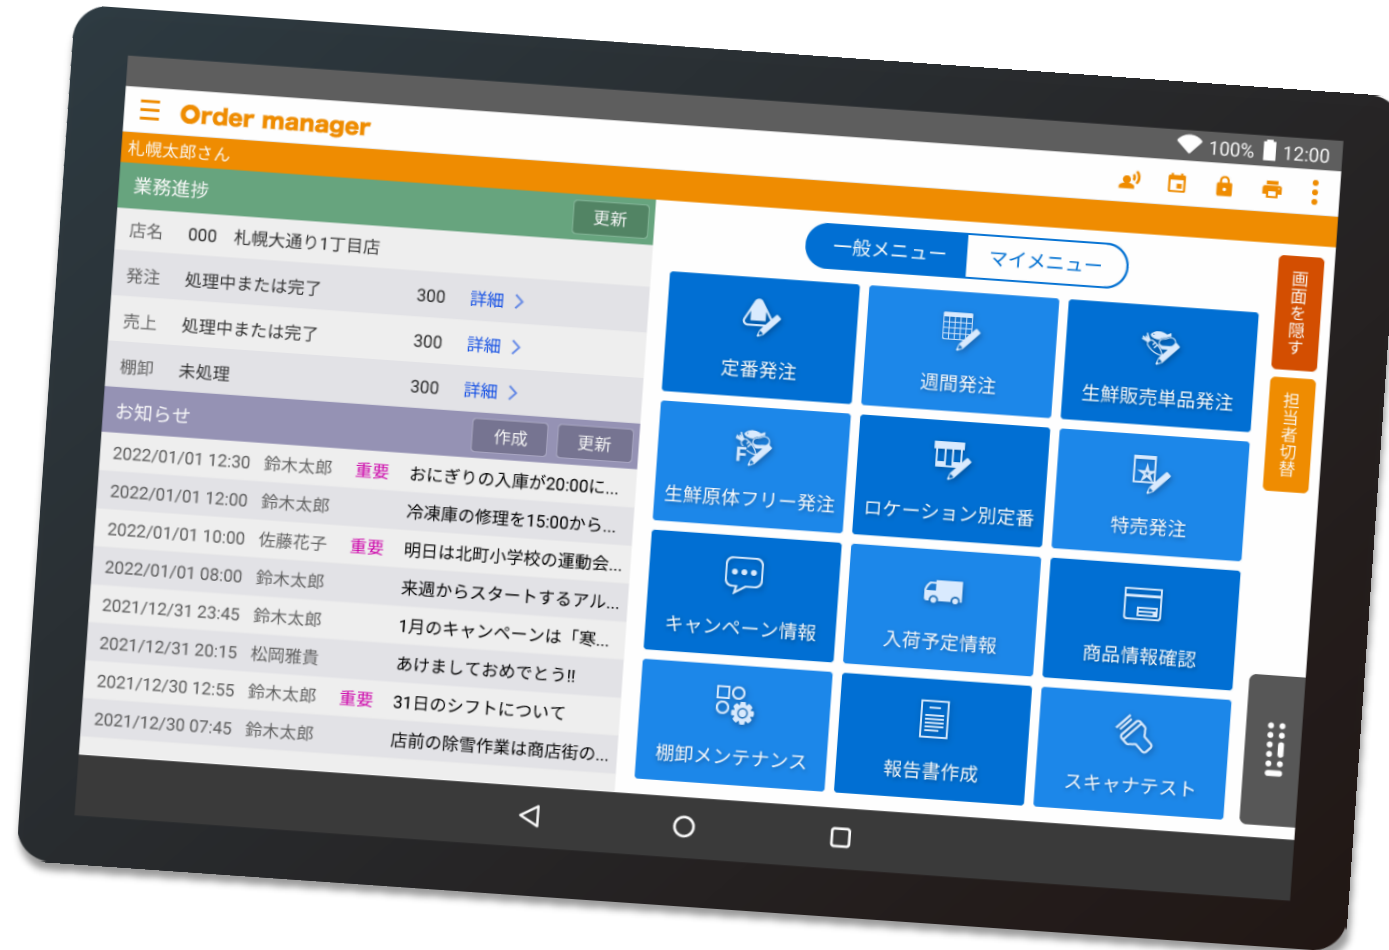 100% 12:00
Order manager
札幌太郎さん
業務進捗 更新
店名 000 札幌大通り1丁目店
発注 処理中または完了 300 詳細
売上 処理中または完了 300 詳細
棚卸 未処理 300 詳細
お知らせ 作成 更新
2022/01/01 12:30 鈴木太郎 重要 おにぎりの入庫が20:00に...
2022/01/01 12:00 鈴木太郎 冷凍庫の修理を15:00から...
2022/01/01 10:00 佐藤花子 重要 明日は北町小学校の運動会...
2022/01/01 08:00 鈴木太郎 来週からスタートするアル...
2021/12/31 23:45 鈴木太郎 1月のキャンペーンは「寒...
2021/12/31 20:15 松岡雅貴 あけましておめでとう!!
2021/12/30 12:55 鈴木太郎 重要 31日のシフトについて
2021/12/30 07:45 鈴木太郎 店前の除雪作業は商店街の...
一般メニュー マイメニュー
定番発注 週間発注 生鮮販売単品発注
F
生鮮原体フリー発注 ロケーション別定番 特売発注
キャンペーン情報 入荷予定情報 商品情報確認
棚卸メンテナンス 報告書作成 スキャナテスト
画面を隠す
担当者切替